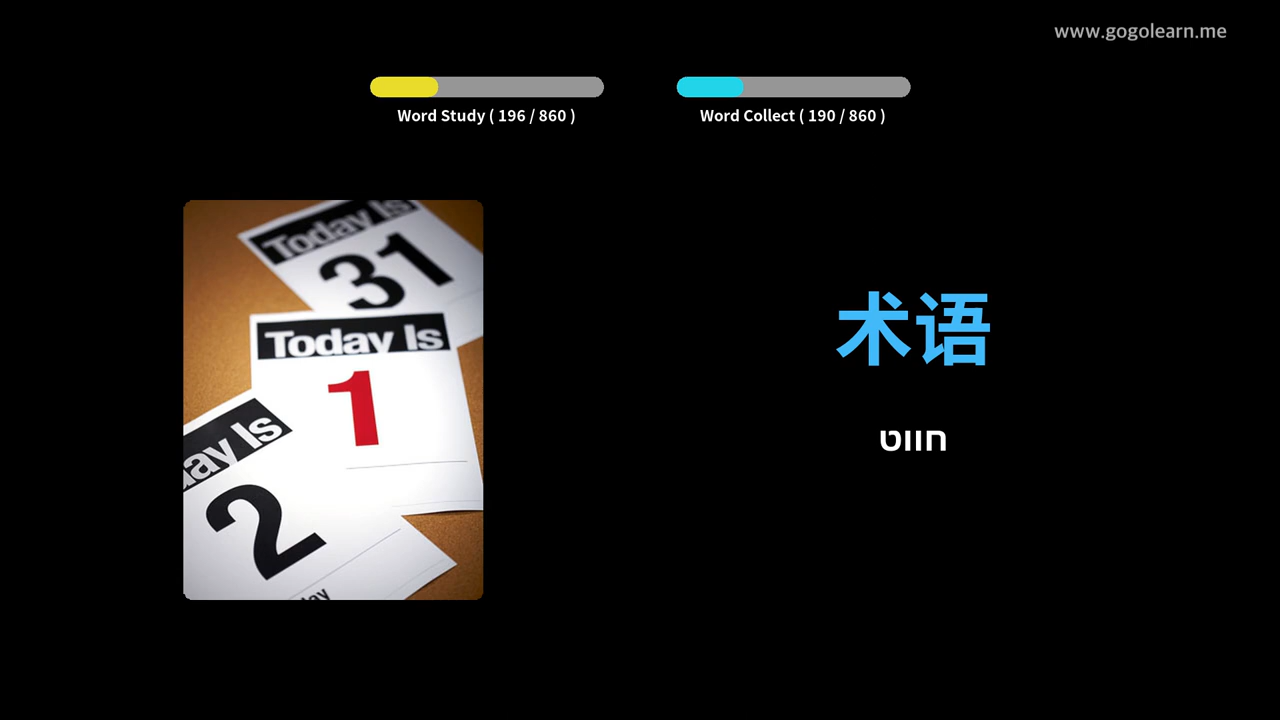 www.gogolearn.me
Word Study ( 196 / 860 )
Word Collect ( 190 / 860 )
Today Is
31
Today Is
1
ay Is
2
术语
חווט